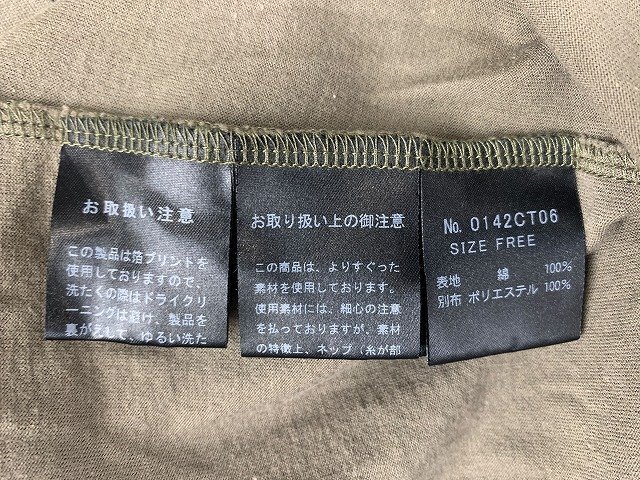 お取扱い注意
この製品は箔プリントを
使用しておりますので、
洗たくの際はドライクリ
ーニングは避け、製品を
裏がえして、ゆるい洗た
お取り扱い上の御注意
この商品は、よりすぐった
素材を使用しております。
使用素材には、細心の注意
を払っておりますが、素材
の特徴上、ネップ（糸が部
No. 0142CT06
SIZE FREE
表地 綿 100%
別布 ポリエステル 100%